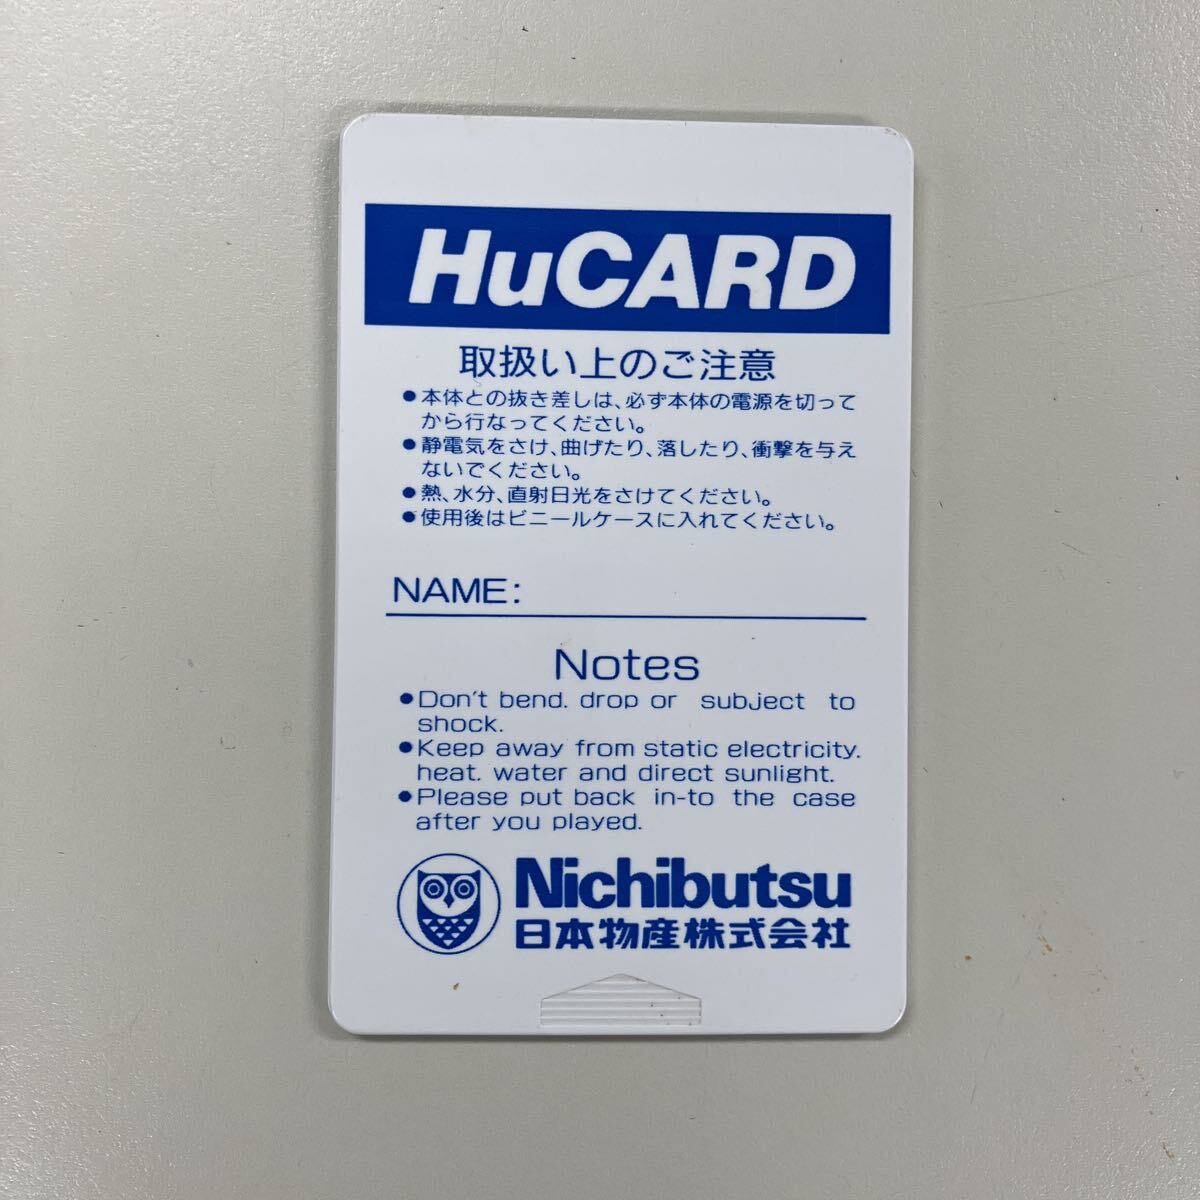 HuCARD
取扱い上のご注意
●本体との抜き差しは、必ず本体の電源を切って
から行なってください。
●静電気をさけ、曲げたり、落したり、衝撃を与え
ないでください。
●熱、水分、直射日光をさけてください。
●使用後はビニールケースに入れてください。
NAME:
Notes
●Don't bend. drop or subject to
shock.
●Keep away from static electricity.
heat. water and direct sunlight.
●Please put back in-to the case
after you played.
Nichibutsu
日本物産株式会社